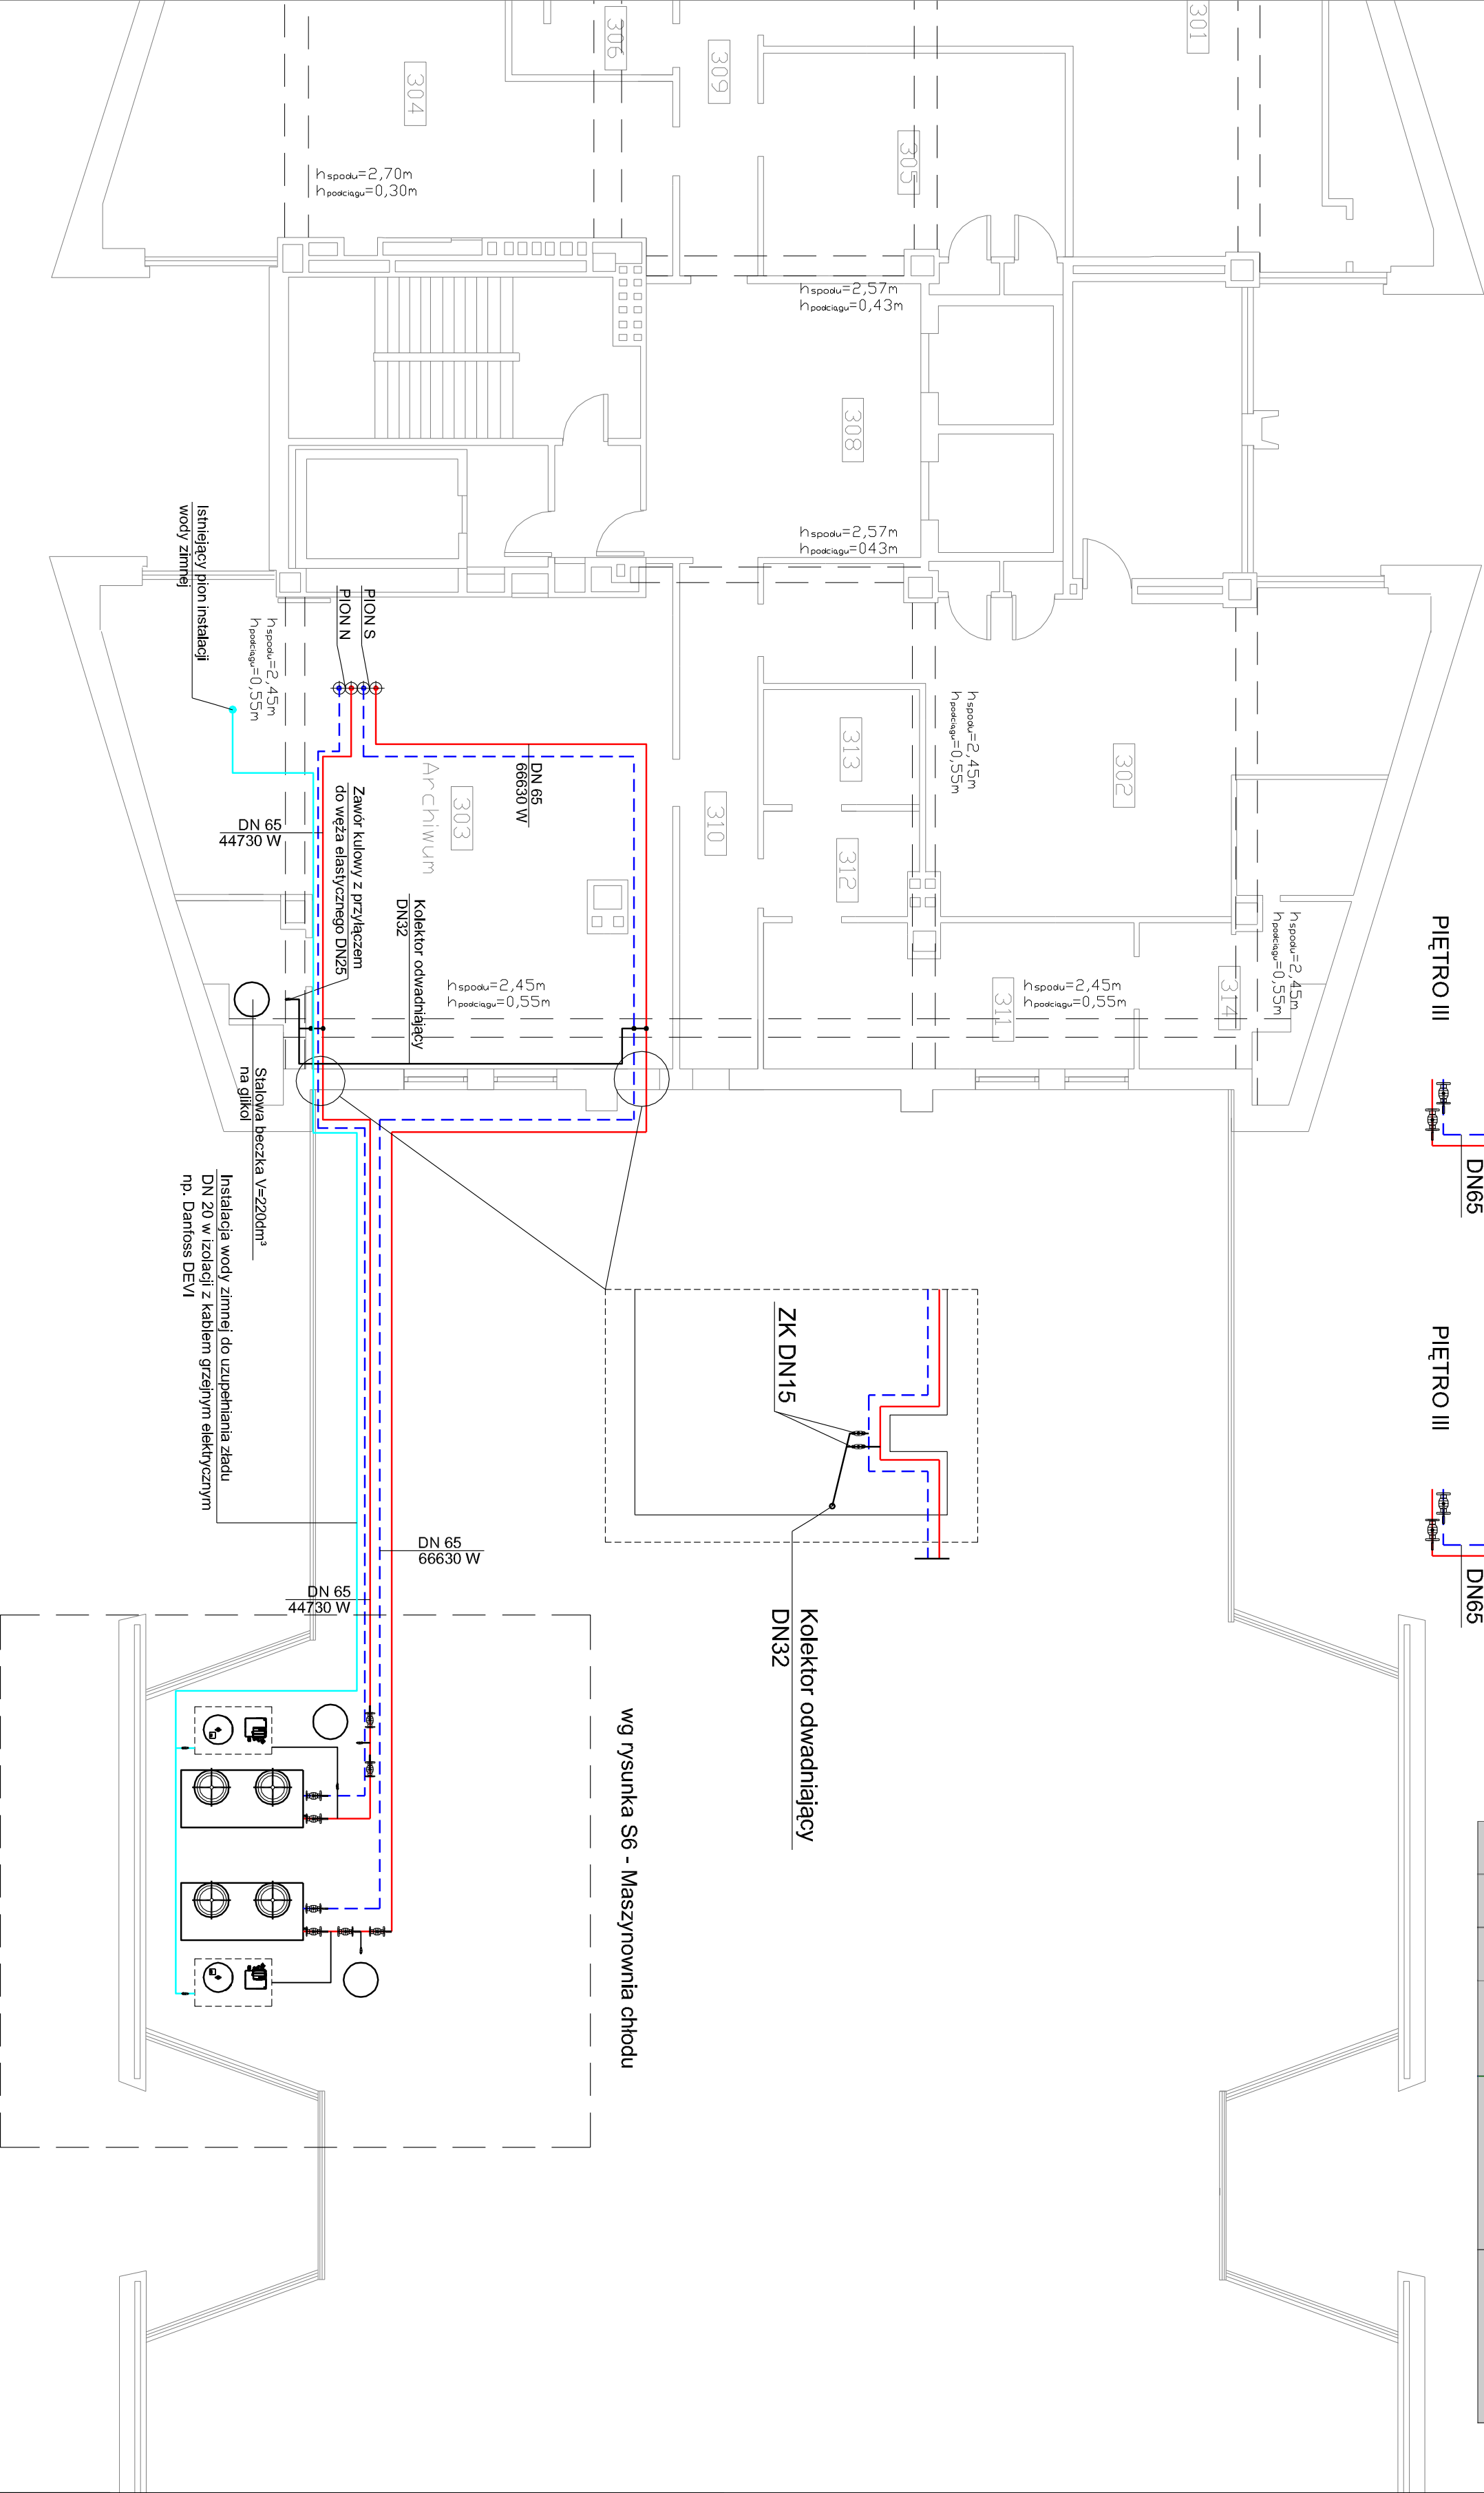 301
306
309
304
305
hspodu=2,70m
hpodciągu=0,30m
hspodu=2,57m
hpodciągu=0,43m
308
hspodu=2,57m
hpodciągu=043m
Istniejący pion instalacji
wody zimnej
PION S
PION N
hspodu=2,45m
hpodciągu=0,55m
hspodu=2,45m
hpodciągu=0,55m
313
302
DN 65
66630 W
Archiwum
303
310
312
DN 65
44730 W
Zawór kulowy z przyłączem
do węża elastycznego DN25
Kolektor odwadniający
DN32
hspodu=2,45m
hpodciągu=0,55m
hspodu=2,45m
hpodciągu=0,55m
311
314
hspodu=2,45m
hpodciągu=0,55m
PIĘTRO III
DN65
Stalowa beczka V=220dm³
na glikol
Instalacja wody zimnej do uzupełniania zładu
DN 20 w izolacji z kablem grzejnym elektrycznym
np. Danfoss DEVI
ZK DN15
PIĘTRO III
DN65
DN 65
66630 W
DN 65
44730 W
Kolektor odwadniający
DN32
wg rysunka S6 - Maszynownia chłodu